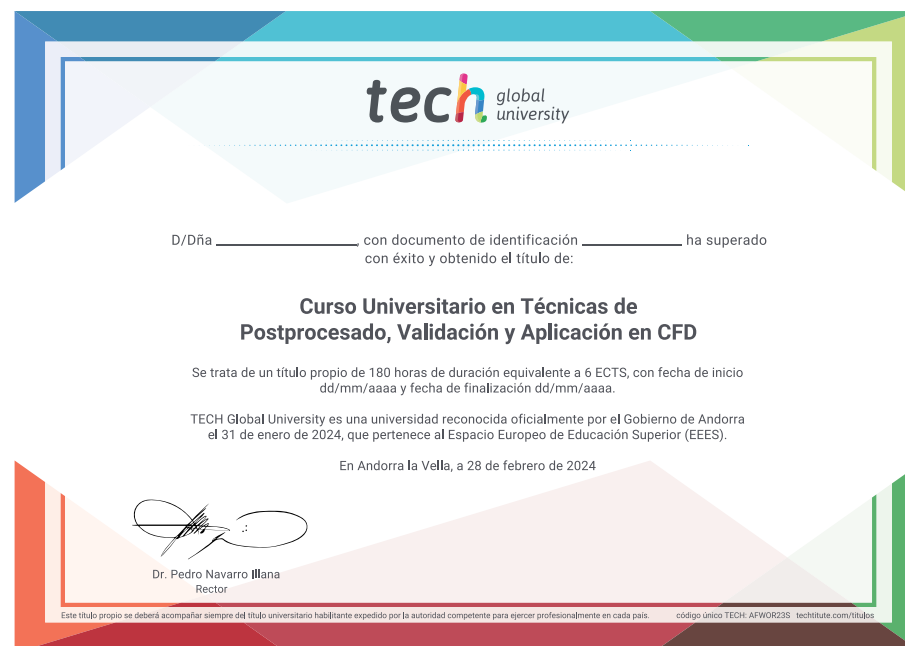 tech global university
D/Dña ________________, con documento de identificación ____________ ha superado
con éxito y obtenido el título de:
Curso Universitario en Técnicas de
Postprocesado, Validación y Aplicación en CFD
Se trata de un título propio de 180 horas de duración equivalente a 6 ECTS, con fecha de inicio
dd/mm/aaaa y fecha de finalización dd/mm/aaaa.
TECH Global University es una universidad reconocida oficialmente por el Gobierno de Andorra
el 31 de enero de 2024, que pertenece al Espacio Europeo de Educación Superior (EEES).
En Andorra la Vella, a 28 de febrero de 2024
Dr. Pedro Navarro Illana
Rector
Este título propio se deberá acompañar siempre del título universitario habilitante expedido por la autoridad competente para ejercer profesionalmente en cada país. código único TECH: AFWOR23S techtitute.com/titulos